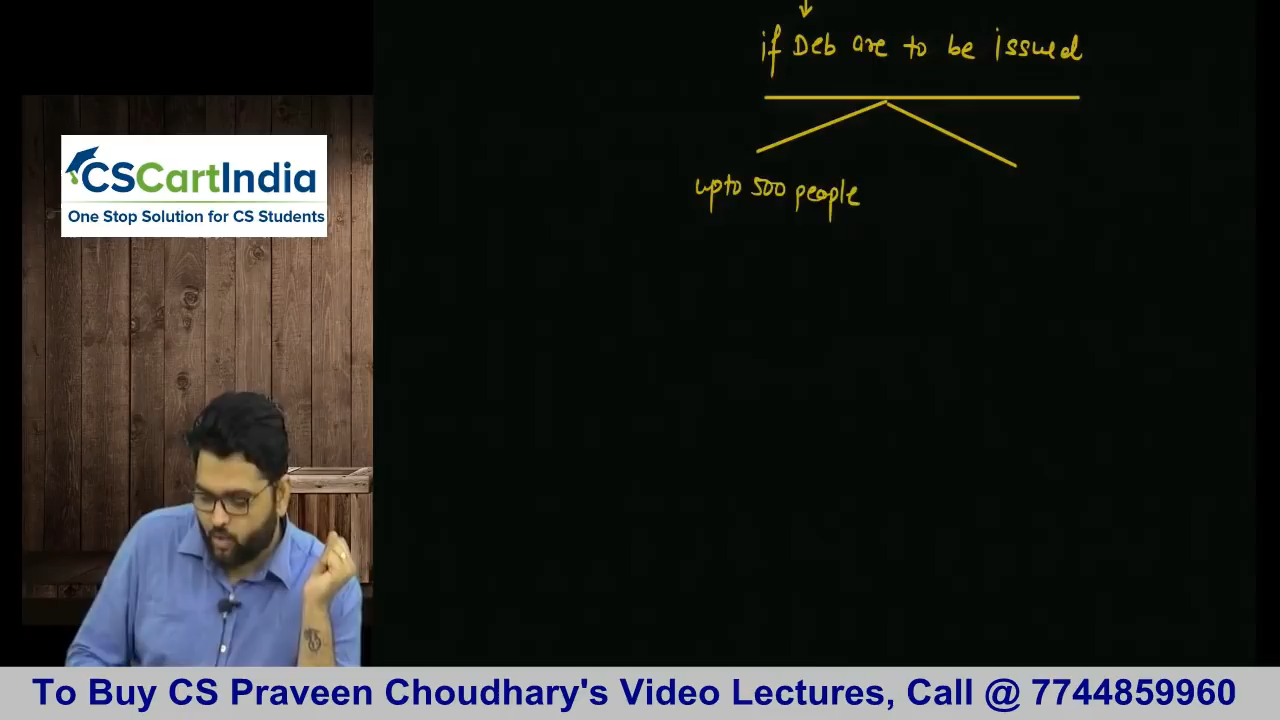 if Deb are to be issued
upto 500 people
CSCartIndia
One Stop Solution for CS Students
To Buy CS Praveen Choudhary's Video Lectures, Call @ 7744859960